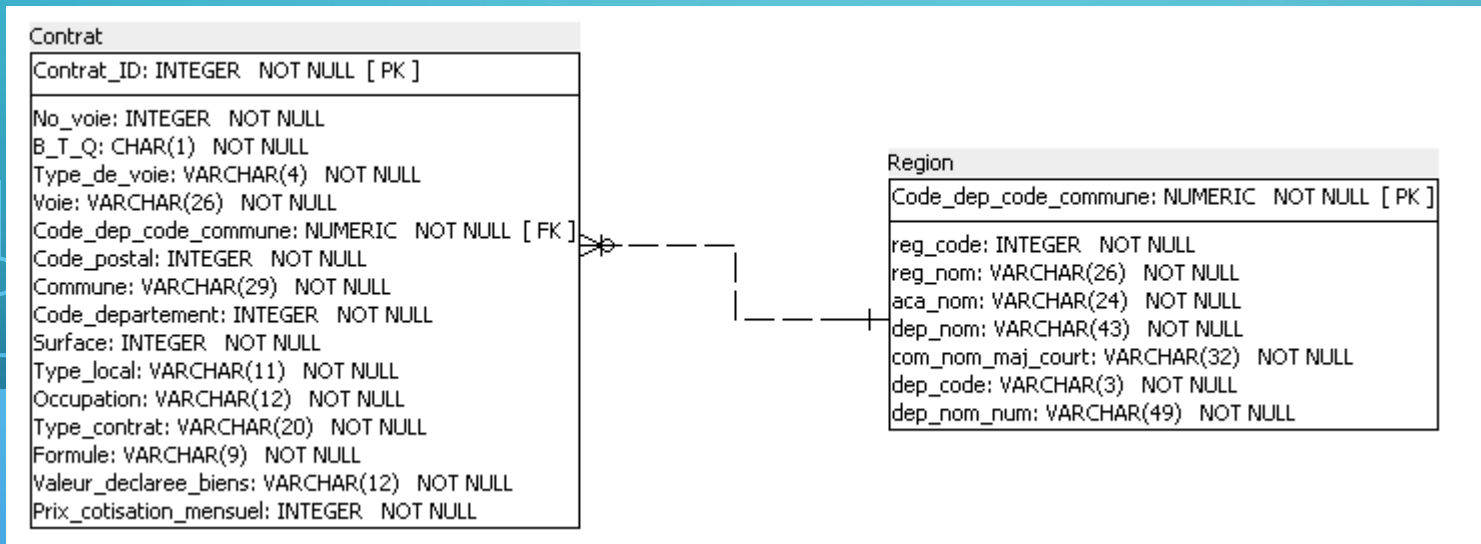 Contrat
Contrat_ID: INTEGER NOT NULL [ PK ]
No_voie: INTEGER NOT NULL
B_T_Q: CHAR(1) NOT NULL
Type_de_voie: VARCHAR(4) NOT NULL
Voie: VARCHAR(26) NOT NULL
Code_dep_code_commune: NUMERIC NOT NULL [ FK ]
Code_postal: INTEGER NOT NULL
Commune: VARCHAR(29) NOT NULL
Code_departement: INTEGER NOT NULL
Surface: INTEGER NOT NULL
Type_local: VARCHAR(11) NOT NULL
Occupation: VARCHAR(12) NOT NULL
Type_contrat: VARCHAR(20) NOT NULL
Formule: VARCHAR(9) NOT NULL
Valeur_declaree_biens: VARCHAR(12) NOT NULL
Prix_cotisation_mensuel: INTEGER NOT NULL
Region
Code_dep_code_commune: NUMERIC NOT NULL [ PK ]
reg_code: INTEGER NOT NULL
reg_nom: VARCHAR(26) NOT NULL
aca_nom: VARCHAR(24) NOT NULL
dep_nom: VARCHAR(43) NOT NULL
com_nom_maj_court: VARCHAR(32) NOT NULL
dep_code: VARCHAR(3) NOT NULL
dep_nom_num: VARCHAR(49) NOT NULL